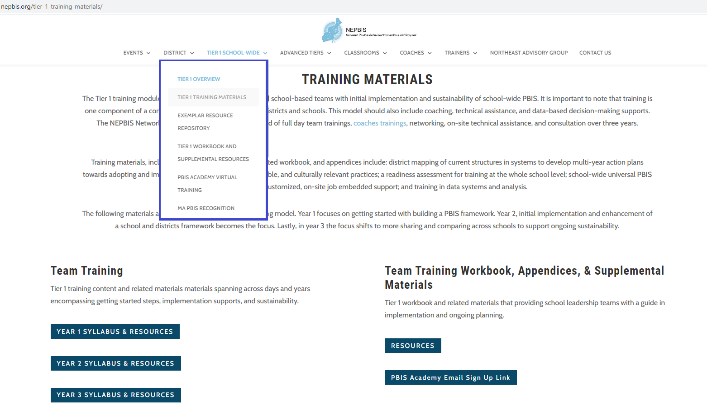 nepbis.org/tier-1-training-materials/
NEPBIS
EVENTS DISTRICT TIER 1 SCHOOL-WIDE ADVANCED TIERS CLASSROOMS COACHES TRAINERS NORTHEAST ADVISORY GROUP CONTACT US
TIER 1 OVERVIEW
TIER 1 TRAINING MATERIALS
EXEMPLAR RESOURCE
REPOSITORY
TIER 1 WORKBOOK AND
SUPPLEMENTAL RESOURCES
PBIS ACADEMY VIRTUAL
TRAINING
MA PBIS RECOGNITION
TRAINING MATERIALS
The Tier 1 training module d school-based teams with initial implementation and sustainability of school-wide PBIS. It is important to note that training is
one component of a con districts and schools. This model should also include coaching, technical assistance, and data-based decision-making supports.
The NEPBIS Network d of full day team trainings, coaches trainings, networking, on-site technical assistance, and consultation over three years.
Training materials, inclu ated workbook, and appendices include: district mapping of current structures in systems to develop multi-year action plans
towards adopting and im ble, and culturally relevant practices; a readiness assessment for training at the whole school level; school-wide universal PBIS
customized, on-site job embedded support; and training in data systems and analysis.
The following materials a ng model. Year 1 focuses on getting started with building a PBIS framework. Year 2, initial implementation and enhancement of
a school and districts framework becomes the focus. Lastly, in year 3 the focus shifts to more sharing and comparing across schools to support ongoing sustainability.
Team Training
Tier 1 training content and related materials materials spanning across days and years
encompassing getting started steps, implementation supports, and sustainability.
YEAR 1 SYLLABUS & RESOURCES
YEAR 2 SYLLABUS & RESOURCES
YEAR 3 SYLLABUS & RESOURCES
Team Training Workbook, Appendices, & Supplemental
Materials
Tier 1 workbook and related materials that providing school leadership teams with a guide in
implementation and ongoing planning.
RESOURCES
PBIS Academy Email Sign Up Link